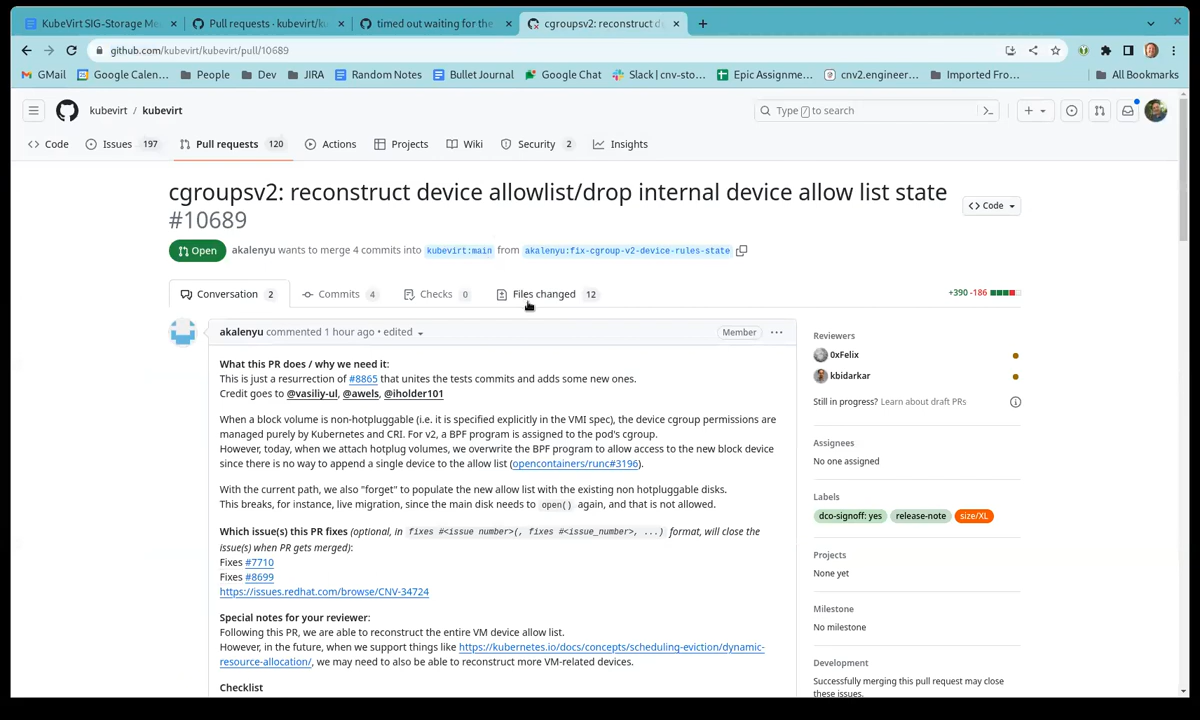 KubeVirt SIG-Storage Me
Pull requests · kubevirt/ku
timed out waiting for the
cgroupsv2: reconstruct de
github.com/kubevirt/kubevirt/pull/10689
GMail
Google Calen...
People
Dev
JIRA
Random Notes
Bullet Journal
Google Chat
Slack | cnv-sto...
Epic Assignme...
cnv2.engineer...
Imported Fro...
All Bookmarks
kubevirt / kubevirt
Type / to search
Code
Issues 197
Pull requests 120
Actions
Projects
Wiki
Security 2
Insights
cgroupsv2: reconstruct device allowlist/drop internal device allow list state
#10689
Code
Open akalenyu wants to merge 4 commits into kubevirt:main from akalenyu:fix-cgroup-v2-device-rules-state
Conversation 2
Commits 4
Checks 0
Files changed 12
+390 -186
akalenyu commented 1 hour ago • edited
Member
What this PR does / why we need it:
This is just a resurrection of #8865 that unites the tests commits and adds some new ones.
Credit goes to @vasiliy-ul, @awels, @iholder101
When a block volume is non-hotpluggable (i.e. it is specified explicitly in the VMI spec), the device cgroup permissions are
managed purely by Kubernetes and CRI. For v2, a BPF program is assigned to the pod's cgroup.
However, today, when we attach hotplug volumes, we overwrite the BPF program to allow access to the new block device
since there is no way to append a single device to the allow list (opencontainers/runc#3196).
With the current path, we also "forget" to populate the new allow list with the existing non hotpluggable disks.
This breaks, for instance, live migration, since the main disk needs to open() again, and that is not allowed.
Which issue(s) this PR fixes (optional, in fixes #<issue number>(, fixes #<issue_number>, ...) format, will close the
issue(s) when PR gets merged):
Fixes #7710
Fixes #8699
https://issues.redhat.com/browse/CNV-34724
Special notes for your reviewer:
Following this PR, we are able to reconstruct the entire VM device allow list.
However, in the future, when we support things like https://kubernetes.io/docs/concepts/scheduling-eviction/dynamic-
resource-allocation/, we may need to also be able to reconstruct more VM-related devices.
Checklist
Reviewers
0xFelix
kbidarkar
Still in progress? Learn about draft PRs
Assignees
No one assigned
Labels
dco-signoff: yes
release-note
size/XL
Projects
None yet
Milestone
No milestone
Development
Successfully merging this pull request may close
these issues.